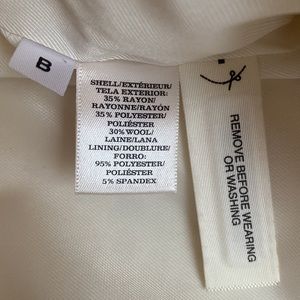 B
SHELL/EXTÉRIEUR/
TELA EXTERIOR:
35% RAYON/
RAYONNE/RAYÓN
35% POLYESTER/
POLIÉSTER
30% WOOL/
LAINE/LANA
LINING/DOUBLURE/
FORRO:
95% POLYESTER/
POLIÉSTER
5% SPANDEX
REMOVE BEFORE WEARING
OR WASHING